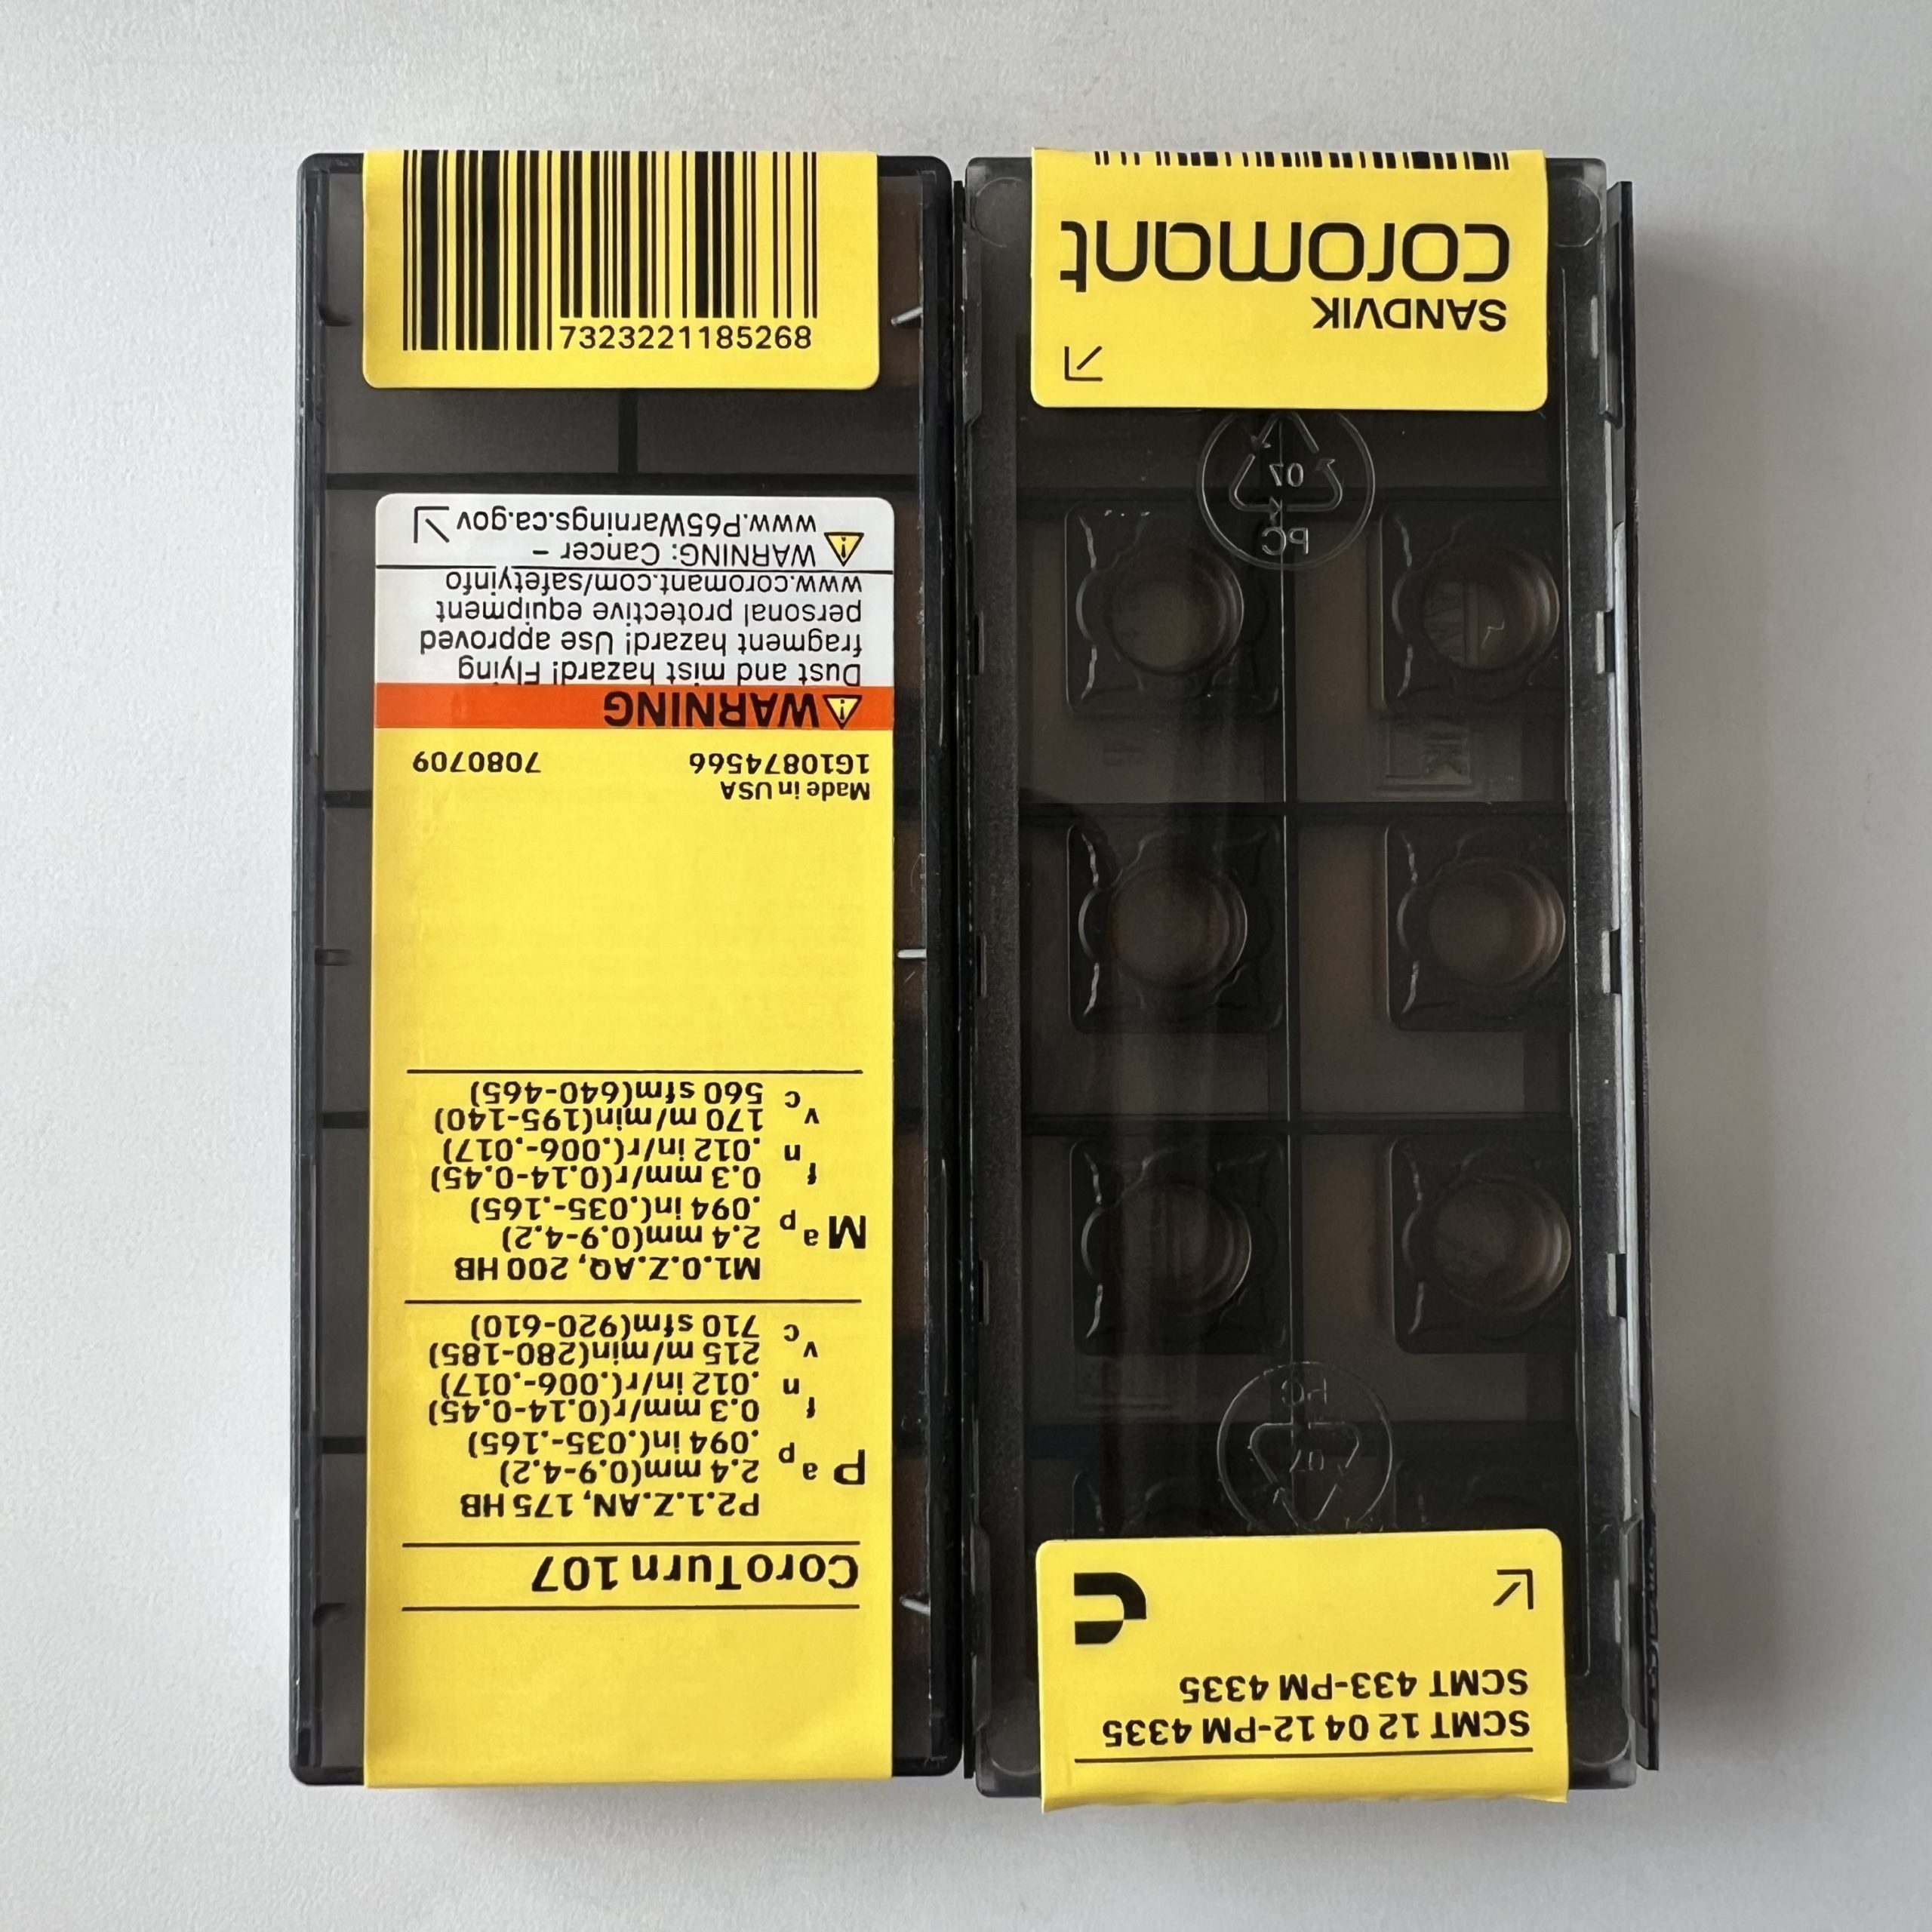 7323221185268
CoroTurn 107
P2.1.Z.AN, 175 HB
P ap 2.4 mm(0.9-4.2)
.094 in(.035-.165)
fn 0.3 mm/r(0.14-0.45)
.012 in/r(.006-.017)
vc 215 m/min(280-185)
710 sfm(920-610)
M1.0.Z.AQ, 200 HB
M ap 2.4 mm(0.9-4.2)
.094 in(.035-.165)
fn 0.3 mm/r(0.14-0.45)
.012 in/r(.006-.017)
vc 170 m/min(195-140)
560 sfm(640-465)
Made in USA
1G10874566 7080709
WARNING
Dust and mist hazard! Flying
fragment hazard! Use approved
personal protective equipment
www.coromant.com/safetyinfo
WARNING: Cancer –
www.P65Warnings.ca.gov
SCMT 12 04 12-PM 4335
SCMT 433-PM 4335
SANDVIK
coromant
07
PC
07
PC